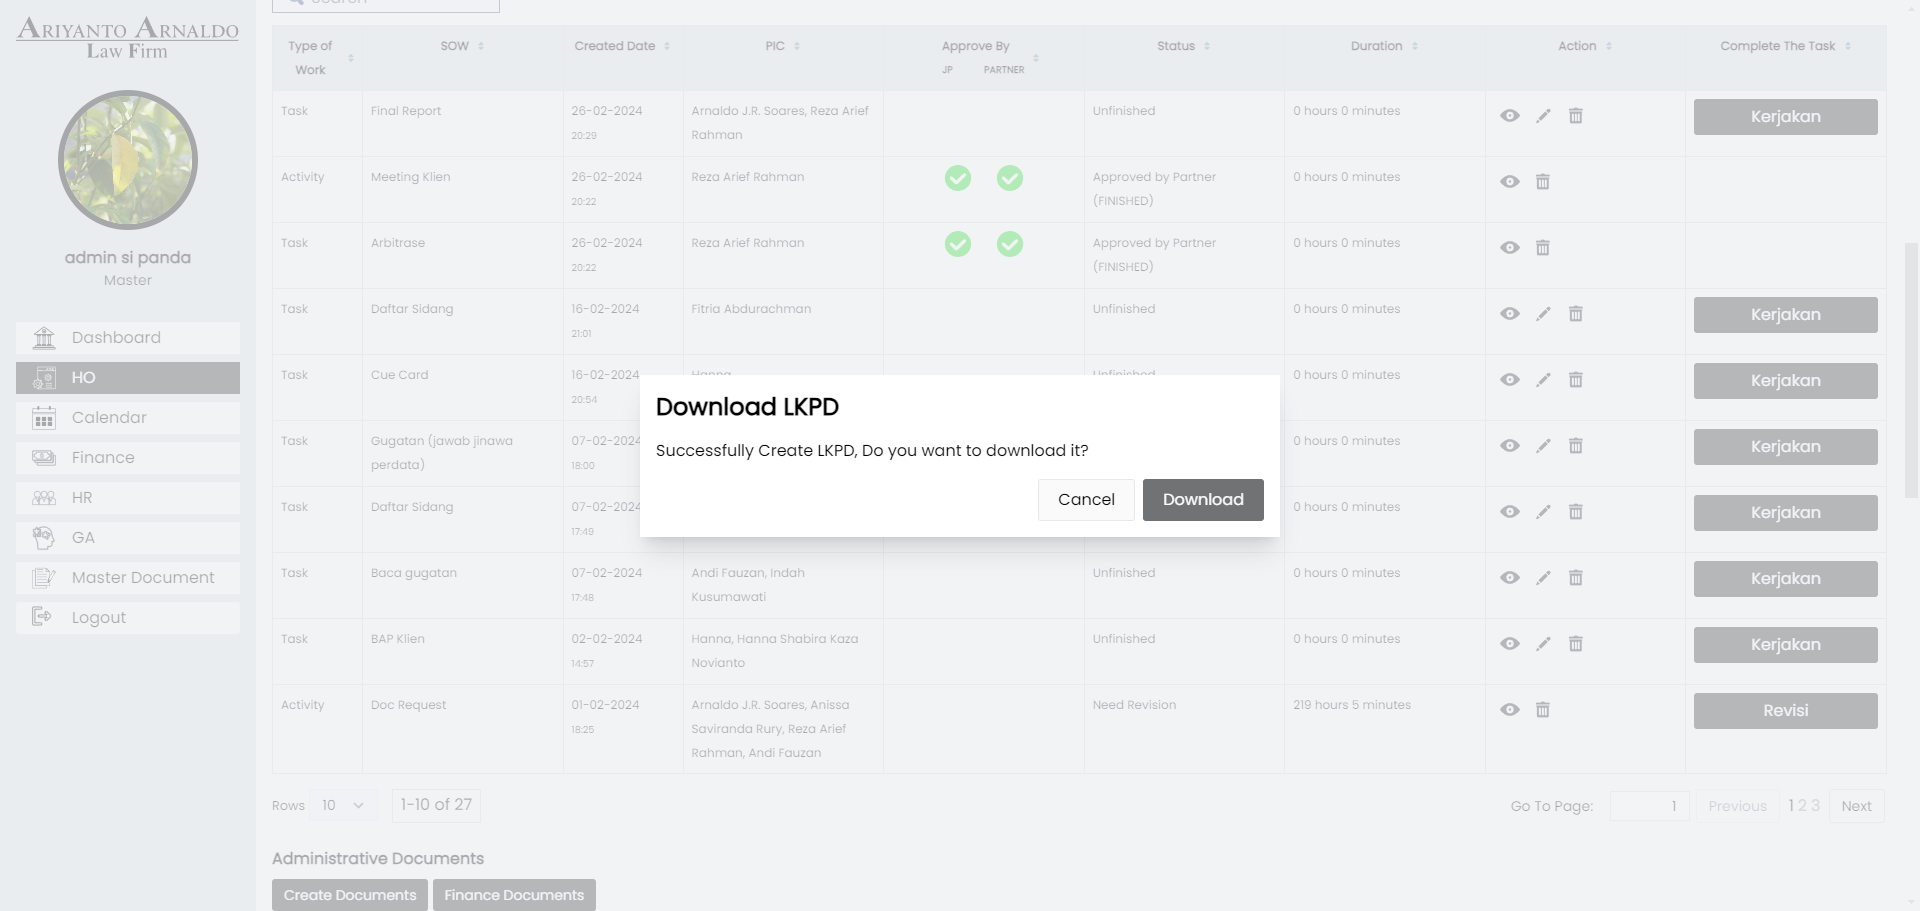 ARIYANTO ARNALDO
Law Firm
admin si panda
Master
Dashboard
HO
Calendar
Finance
HR
GA
Master Document
Logout
Search
Type of Work SOW Created Date PIC Approve By Status Duration Action Complete The Task
JP PARTNER
Task Final Report 26-02-2024 20:29 Arnaldo J.R. Soares, Reza Arief Rahman Unfinished 0 hours 0 minutes Kerjakan
Activity Meeting Klien 26-02-2024 20:22 Reza Arief Rahman Approved by Partner (FINISHED) 0 hours 0 minutes
Task Arbitrase 26-02-2024 20:22 Reza Arief Rahman Approved by Partner (FINISHED) 0 hours 0 minutes
Task Daftar Sidang 16-02-2024 21:01 Fitria Abdurachman Unfinished 0 hours 0 minutes Kerjakan
Task Cue Card 16-02-2024 20:54 Hanna Unfinished 0 hours 0 minutes Kerjakan
Task Gugatan (jawab jinawa perdata) 07-02-2024 18:00 0 hours 0 minutes Kerjakan
Task Daftar Sidang 07-02-2024 17:49 0 hours 0 minutes Kerjakan
Task Baca gugatan 07-02-2024 17:48 Andi Fauzan, Indah Kusumawati Unfinished 0 hours 0 minutes Kerjakan
Task BAP Klien 02-02-2024 14:57 Hanna, Hanna Shabira Kaza Novianto Unfinished 0 hours 0 minutes Kerjakan
Activity Doc Request 01-02-2024 18:25 Arnaldo J.R. Soares, Anissa Saviranda Rury, Reza Arief Rahman, Andi Fauzan Need Revision 219 hours 5 minutes Revisi
Download LKPD
Successfully Create LKPD, Do you want to download it?
Cancel Download
Rows 10 1-10 of 27 Go To Page: 1 Previous 1 2 3 Next
Administrative Documents
Create Documents Finance Documents